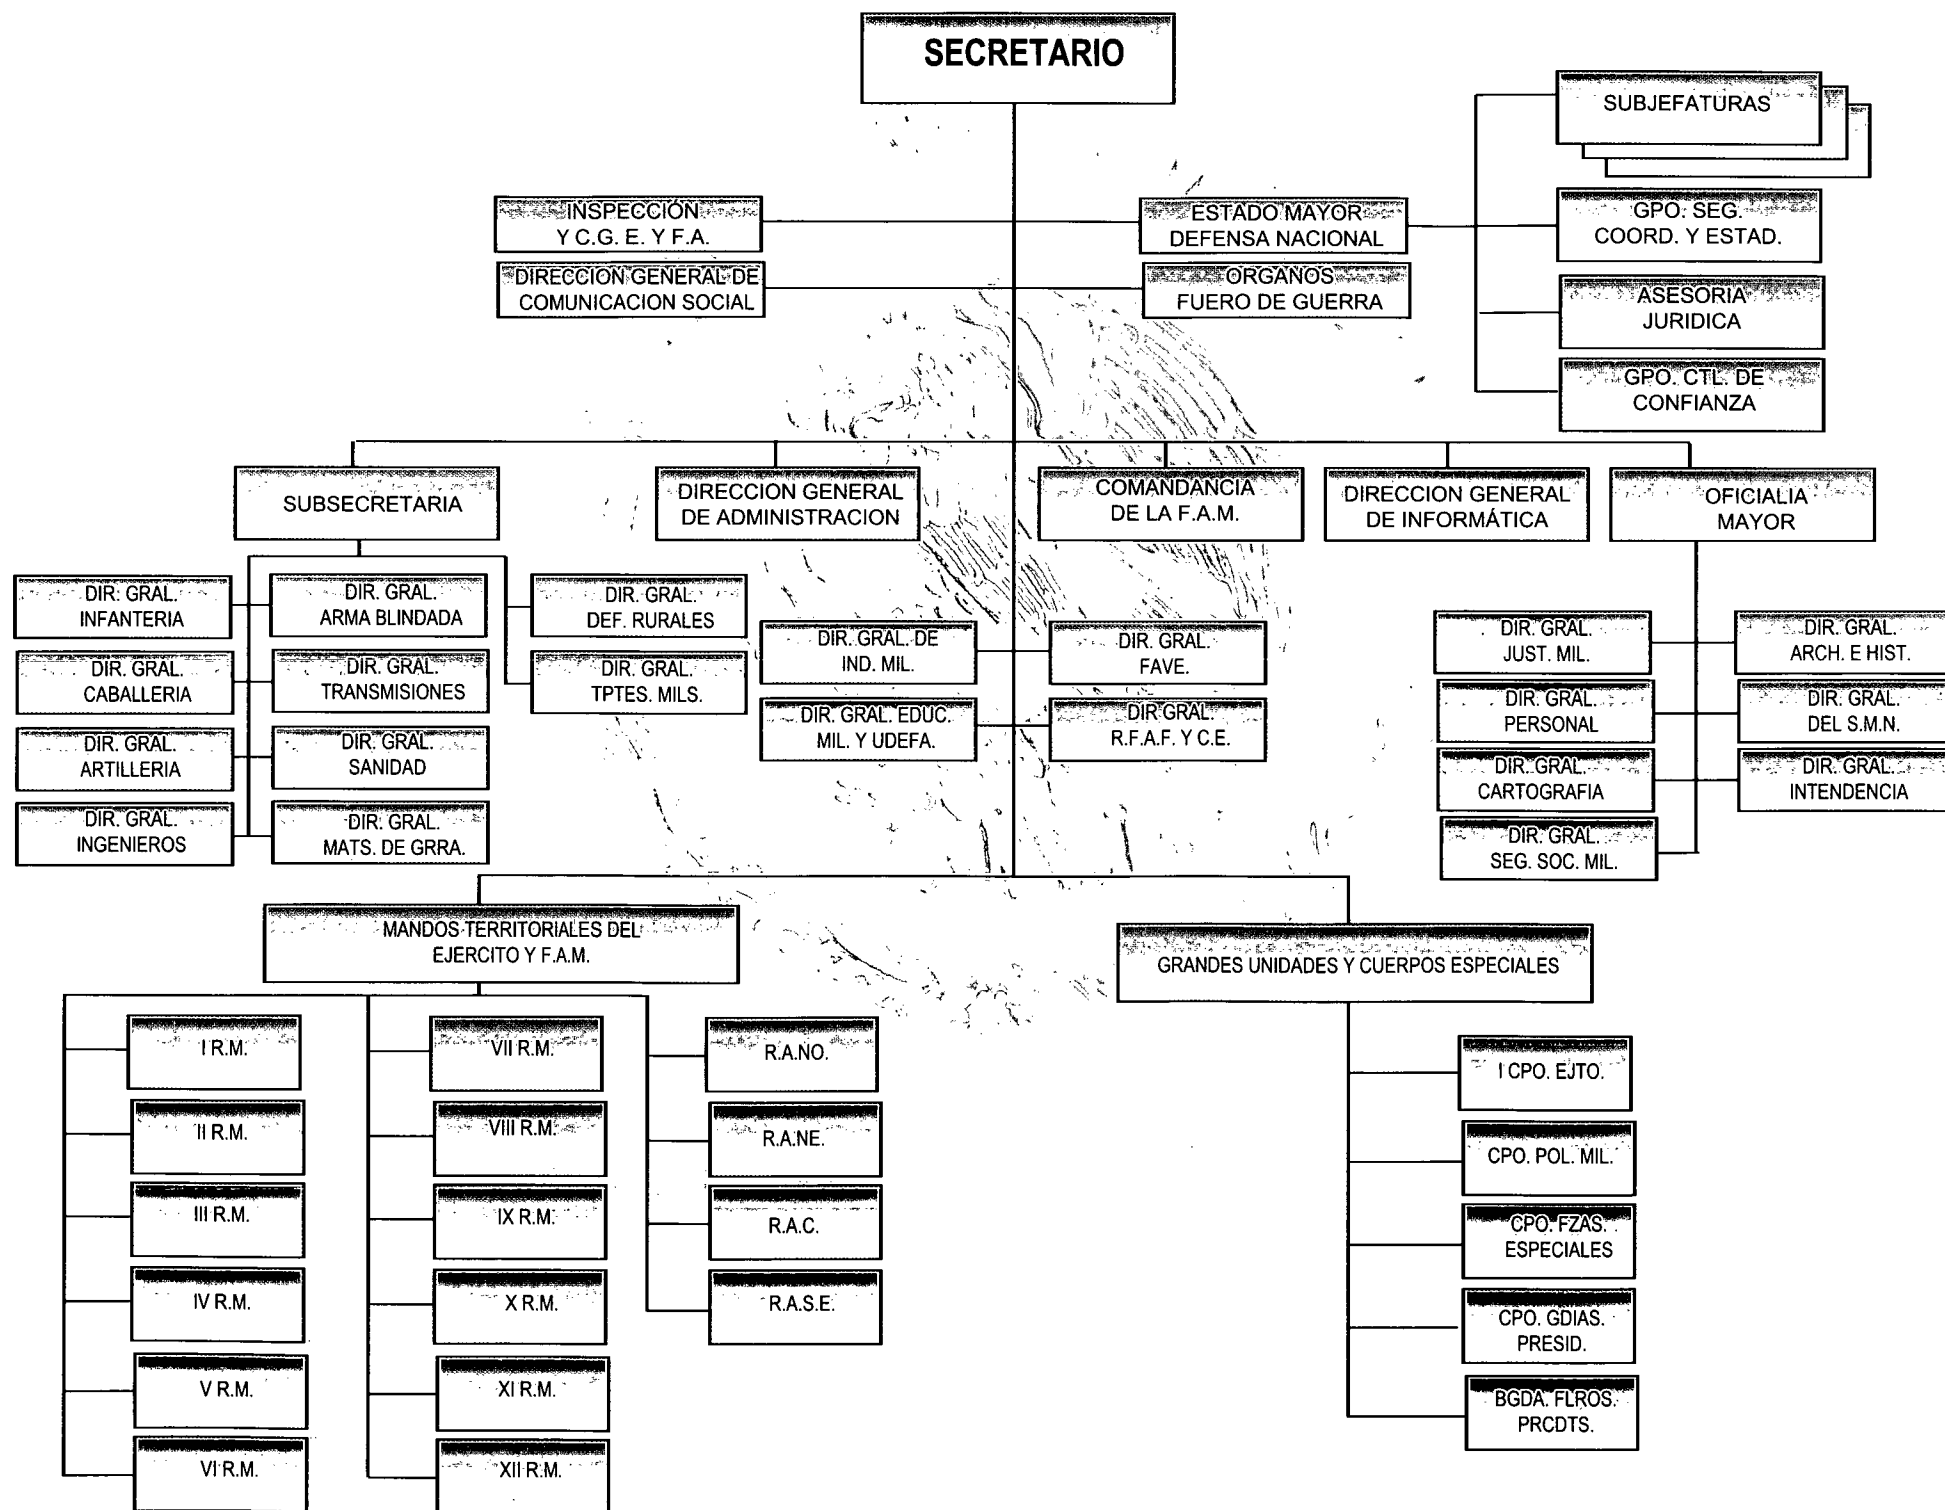 SECRETARIO
SUBJEFATURAS
INSPECCIÓN
Y C.G. E. Y F.A.
ESTADO MAYOR
DEFENSA NACIONAL
GPO. SEG.
COORD. Y ESTAD.
DIRECCION GENERAL DE
COMUNICACION SOCIAL
ORGANOS
FUERO DE GUERRA
ASESORIA
JURIDICA
GPO. CTL. DE
CONFIANZA
SUBSECRETARIA
DIRECCION GENERAL
DE ADMINISTRACION
COMANDANCIA
DE LA F.A.M.
DIRECCION GENERAL
DE INFORMÁTICA
OFICIALIA
MAYOR
DIR. GRAL.
INFANTERIA
DIR. GRAL.
ARMA BLINDADA
DIR. GRAL.
DEF. RURALES
DIR. GRAL.
CABALLERIA
DIR. GRAL.
TRANSMISIONES
DIR. GRAL.
TPTES. MILS.
DIR. GRAL.
ARTILLERIA
DIR. GRAL.
SANIDAD
DIR. GRAL.
INGENIEROS
DIR. GRAL.
MATS. DE GRRA.
DIR. GRAL. DE
IND. MIL.
DIR. GRAL.
FAVE.
DIR. GRAL. EDUC.
MIL. Y UDEFA.
DIR GRAL.
R.F.A.F. Y C.E.
DIR. GRAL.
JUST. MIL.
DIR. GRAL.
ARCH. E HIST.
DIR. GRAL.
PERSONAL
DIR. GRAL.
DEL S.M.N.
DIR. GRAL.
CARTOGRAFIA
DIR. GRAL.
INTENDENCIA
DIR. GRAL.
SEG. SOC. MIL.
MANDOS TERRITORIALES DEL
EJERCITO Y F.A.M.
GRANDES UNIDADES Y CUERPOS ESPECIALES
I R.M.
II R.M.
III R.M.
IV R.M.
V R.M.
VI R.M.
VII R.M.
VIII R.M.
IX R.M.
X R.M.
XI R.M.
XII R.M.
R.A.NO.
R.A.NE.
R.A.C.
R.A.S.E.
I CPO. EJTO.
CPO. POL. MIL.
CPO. FZAS.
ESPECIALES
CPO. GDIAS.
PRESID.
BGDA. FLROS.
PRCDTS.